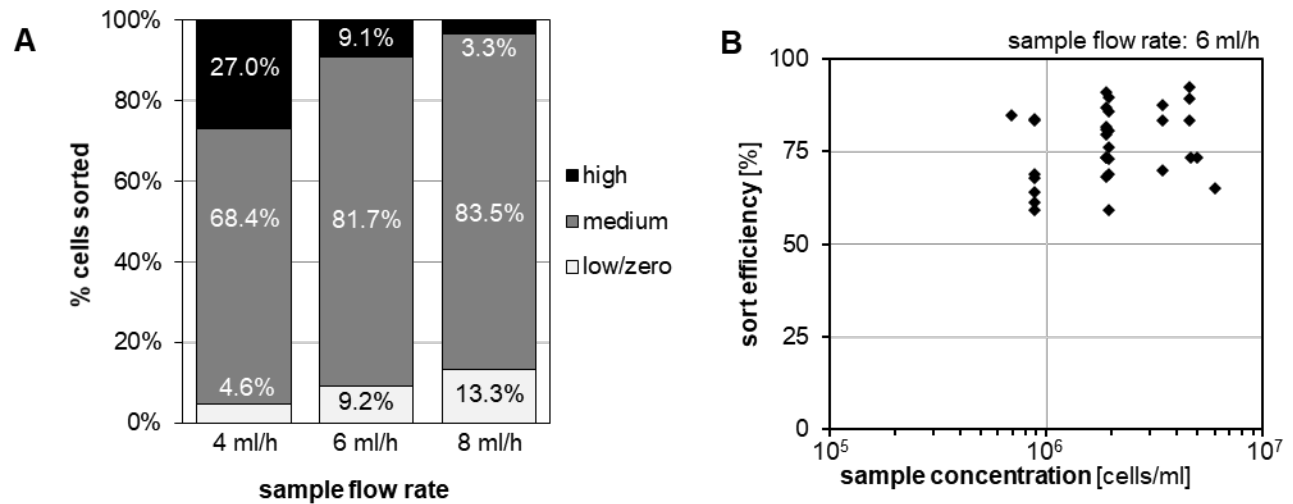 A
100%
80%
60%
40%
20%
0%
% cells sorted
27.0%
68.4%
4.6%
9.1%
81.7%
9.2%
3.3%
83.5%
13.3%
4 ml/h
6 ml/h
8 ml/h
sample flow rate
high
medium
low/zero
B
sample flow rate: 6 ml/h
100
75
50
25
0
sort efficiency [%]
10⁵
10⁶
10⁷
sample concentration [cells/ml]